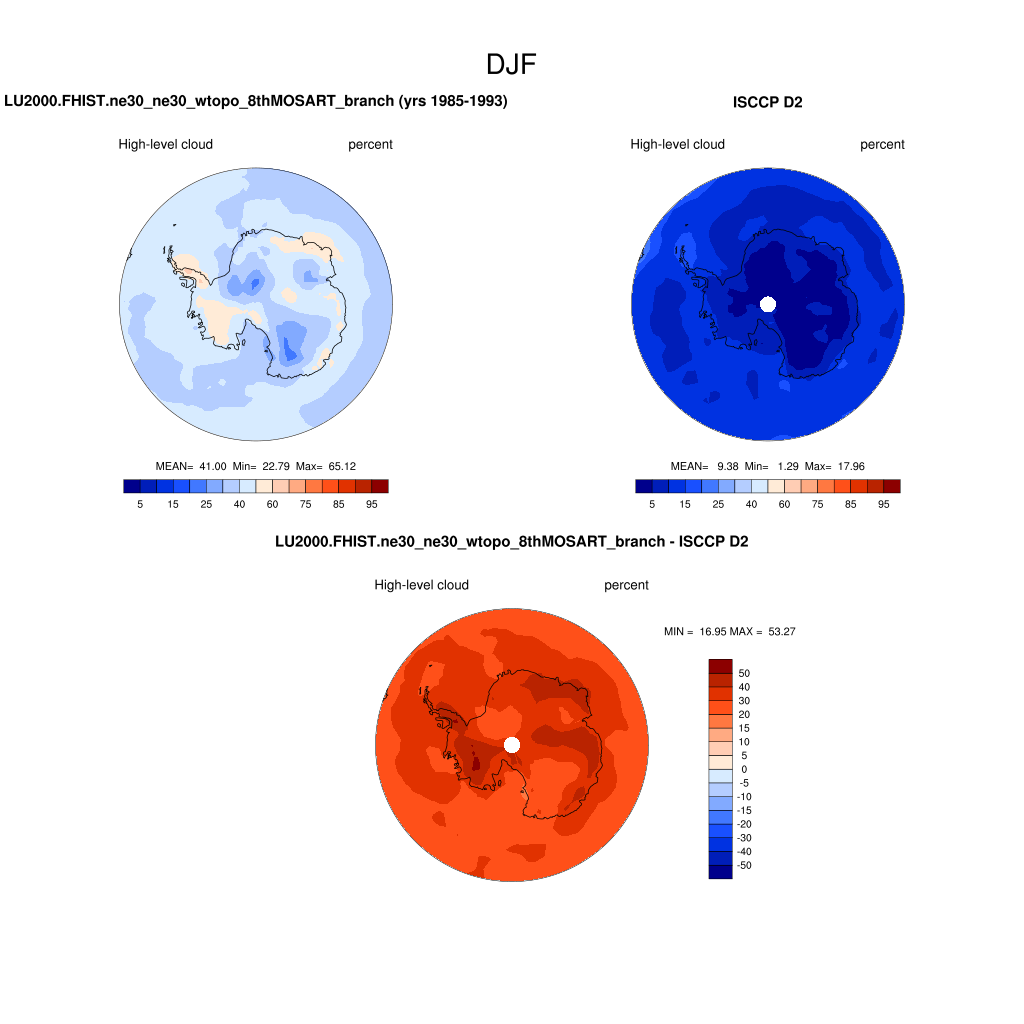 DJF
LU2000.FHIST.ne30_ne30_wtopo_8thMOSART_branch (yrs 1985-1993)
ISCCP D2
High-level cloud percent
High-level cloud percent
MEAN= 41.00 Min= 22.79 Max= 65.12
MEAN= 9.38 Min= 1.29 Max= 17.96
5 15 25 40 60 75 85 95
5 15 25 40 60 75 85 95
LU2000.FHIST.ne30_ne30_wtopo_8thMOSART_branch - ISCCP D2
High-level cloud percent
MIN = 16.95 MAX = 53.27
50
40
30
20
15
10
5
0
-5
-10
-15
-20
-30
-40
-50